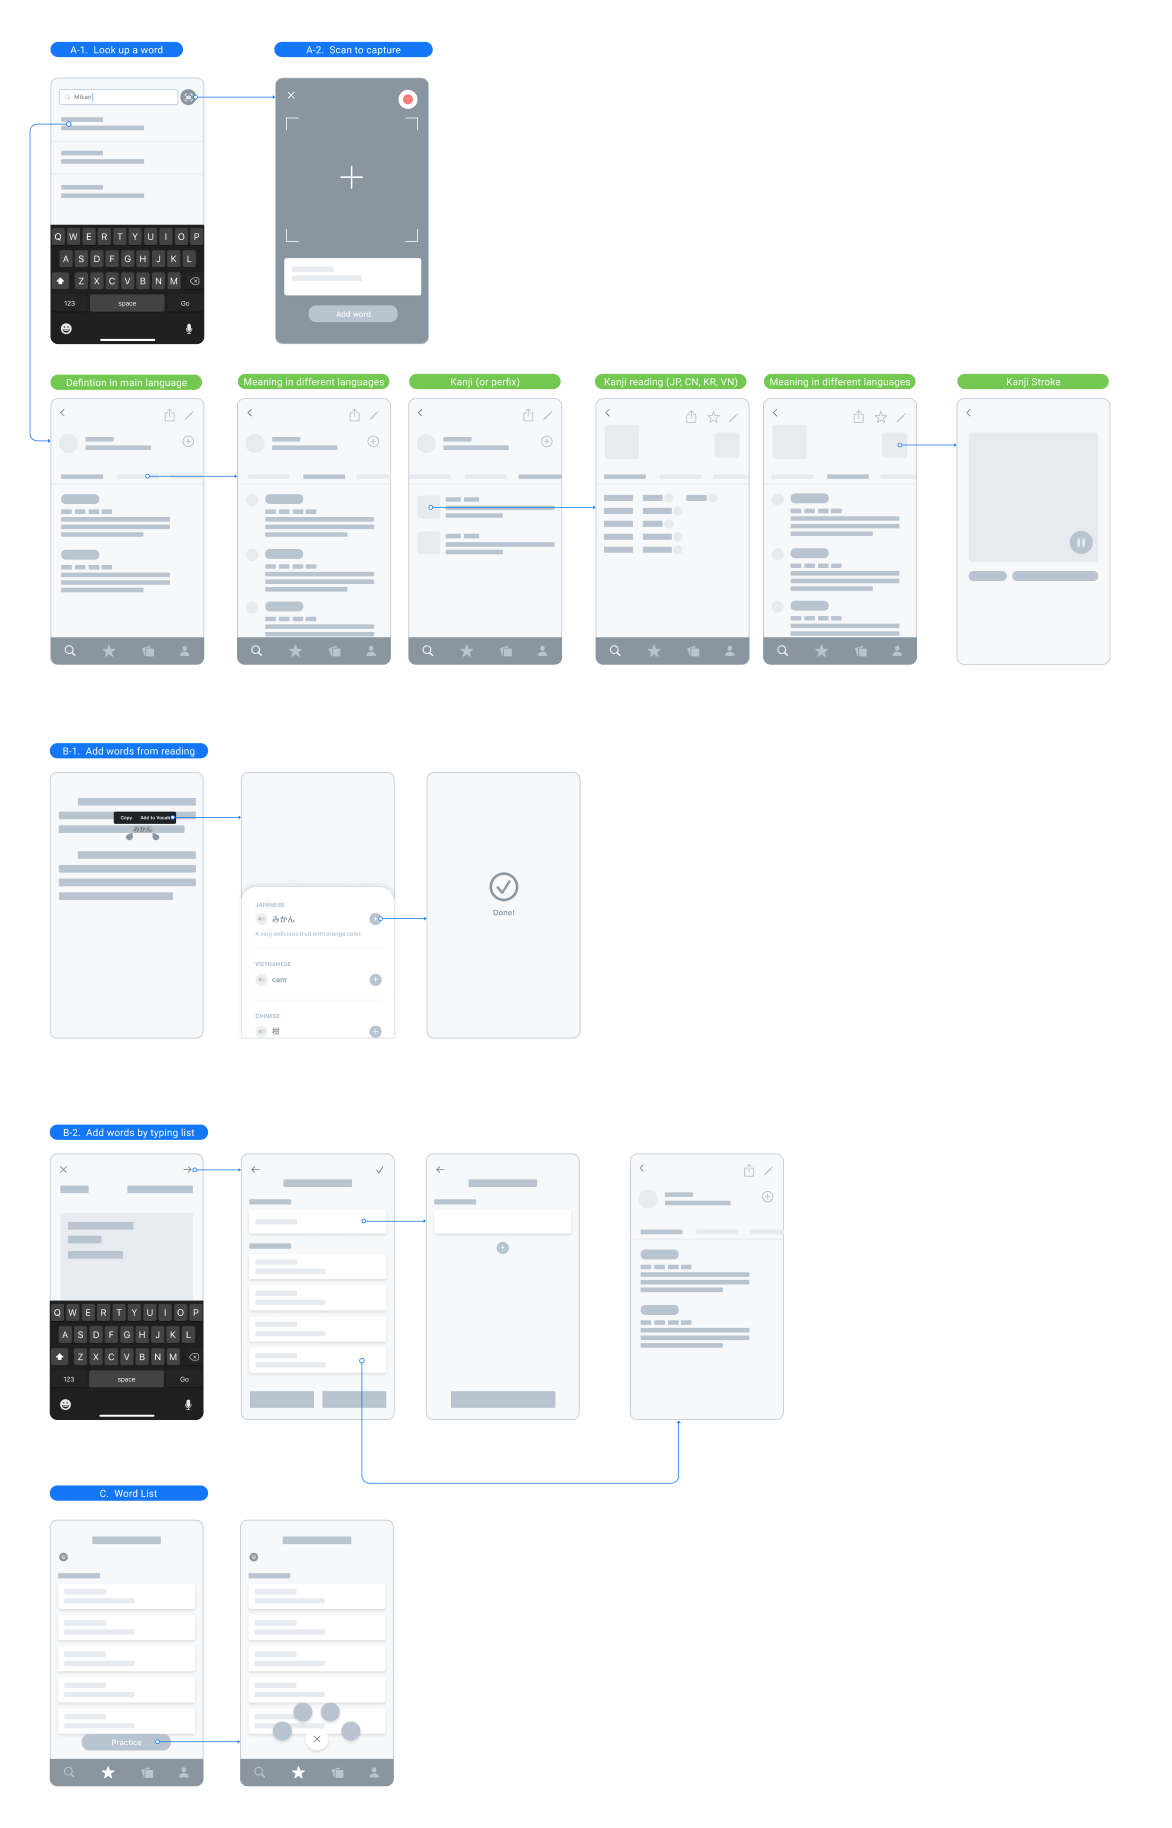 A-1. Look up a word
A-2. Scan to capture
Mikan
Q W E R T Y U I O P
A S D F G H J K L
Z X C V B N M
123 space Go
Add word
Defintion in main language
Meaning in different languages
Kanji (or perfix)
Kanji reading (JP, CN, KR, VN)
Meaning in different languages
Kanji Stroke
B-1. Add words from reading
Copy Add to Vocab
みかん
JAPANESE
みかん
A very delicious fruit with orange color.
VIETNAMESE
cam
CHINESE
柑
Done!
B-2. Add words by typing list
Q W E R T Y U I O P
A S D F G H J K L
Z X C V B N M
123 space Go
C. Word List
Practice